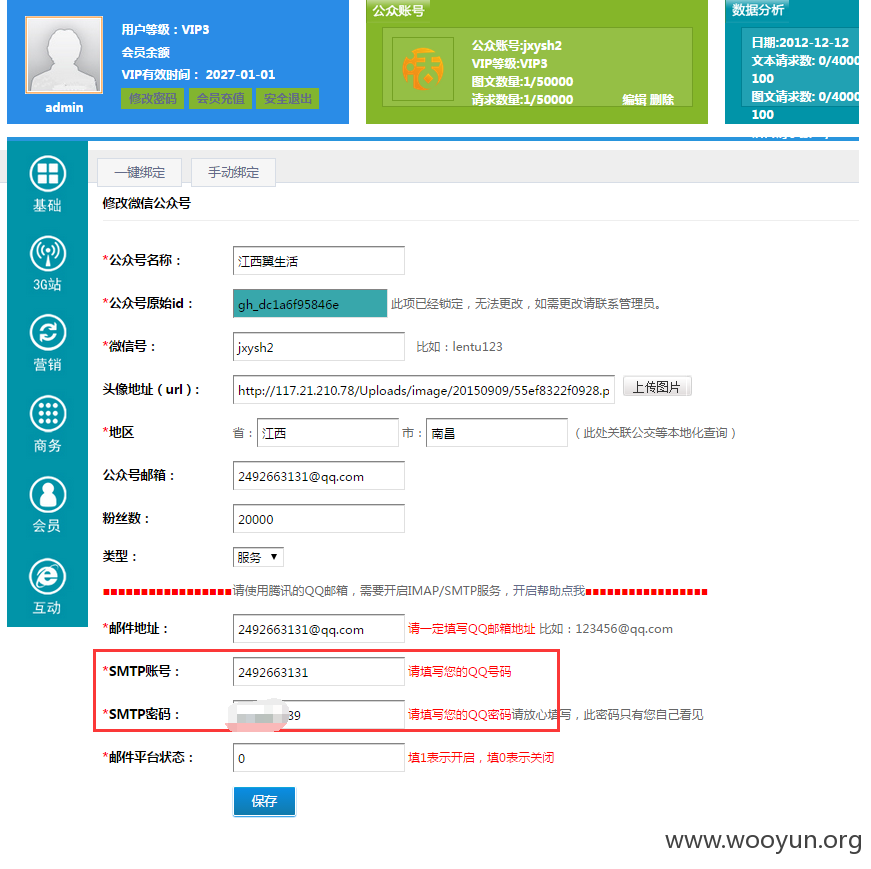 用户等级：VIP3
会员余额
VIP有效时间： 2027-01-01
修改密码 会员充值 安全退出
admin
公众账号
公众账号:jxysh2
VIP等级:VIP3
图文数量:1/50000
请求数量:1/50000
编辑 删除
数据分析
日期:2012-12-12
文本请求数: 0/4000
100
图文请求数: 0/4000
100
基础
3G站
营销
商务
会员
互动
一键绑定 手动绑定
修改微信公众号
*公众号名称： 江西翼生活
*公众号原始id： gh_dc1a6f95846e 此项已经锁定，无法更改，如需更改请联系管理员。
*微信号： jxysh2 比如：lentu123
头像地址（url）： http://117.21.210.78/Uploads/image/20150909/55ef8322f0928.p 上传图片
*地区 省： 江西 市： 南昌 （此处关联公交等本地化查询）
公众号邮箱： 2492663131@qq.com
粉丝数： 20000
类型： 服务
请使用腾讯的QQ邮箱，需要开启IMAP/SMTP服务，开启帮助点我
*邮件地址： 2492663131@qq.com 请一定填写QQ邮箱地址 比如：123456@qq.com
*SMTP账号： 2492663131 请填写您的QQ号码
*SMTP密码： 39 请填写您的QQ密码请放心填写，此密码只有您自己看见
*邮件平台状态： 0 填1表示开启，填0表示关闭
保存
www.wooyun.org